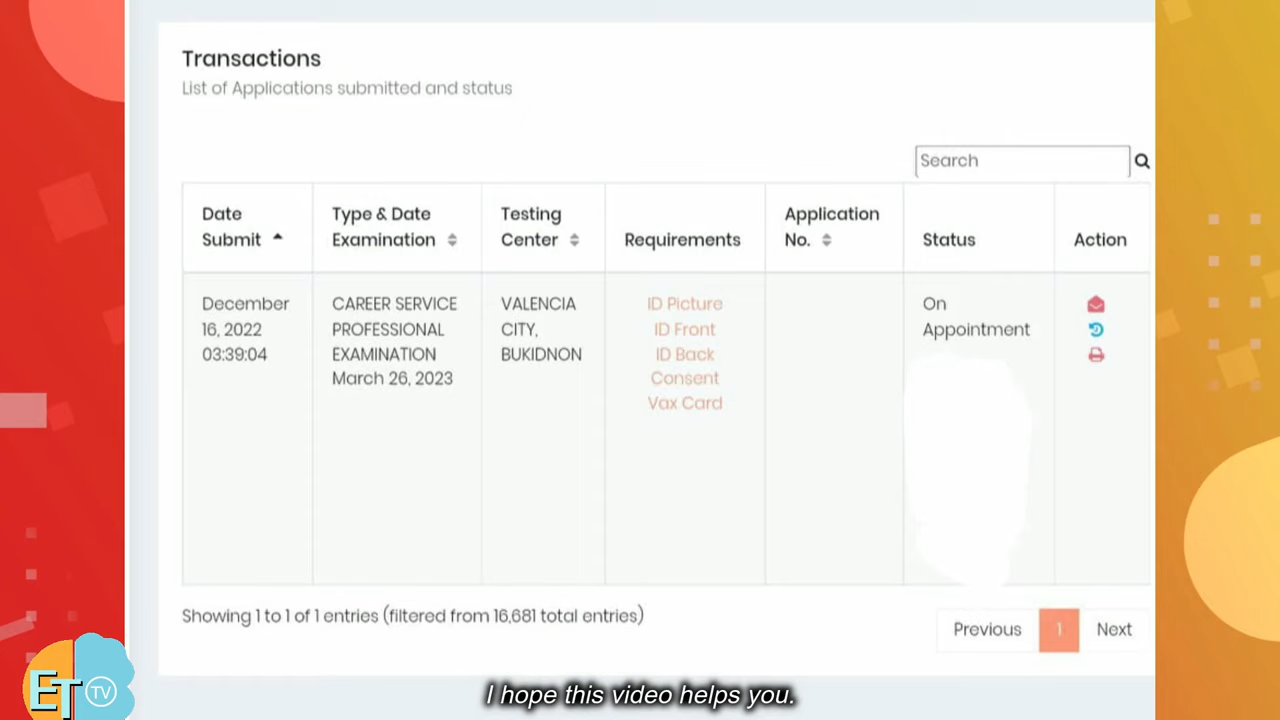 Transactions
List of Applications submitted and status
Search
Date
Submit
Type & Date
Examination
Testing
Center
Requirements
Application
No.
Status
Action
December
16, 2022
03:39:04
CAREER SERVICE
PROFESSIONAL
EXAMINATION
March 26, 2023
VALENCIA
CITY,
BUKIDNON
ID Picture
ID Front
ID Back
Consent
Vax Card
On
Appointment
Showing 1 to 1 of 1 entries (filtered from 16,681 total entries)
Previous
1
Next
ET
TV
I hope this video helps you.